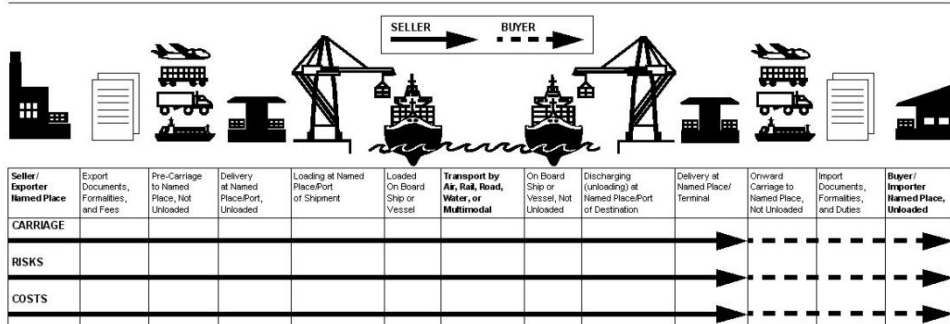 SELLER BUYER
Seller/ Exporter Named Place
Export Documents, Formalities, and Fees
Pre-Carriage to Named Place, Not Unloaded
Delivery at Named Place/Port, Unloaded
Loading at Named Place/Port of Shipment
Loaded On Board Ship or Vessel
Transport by Air, Rail, Road, Water, or Multimodal
On Board Ship or Vessel, Not Unloaded
Discharging (unloading) at Named Place/Port of Destination
Delivery at Named Place/ Terminal
Onward Carriage to Named Place, Not Unloaded
Import Documents, Formalities, and Duties
Buyer/ Importer Named Place, Unloaded
CARRIAGE
RISKS
COSTS